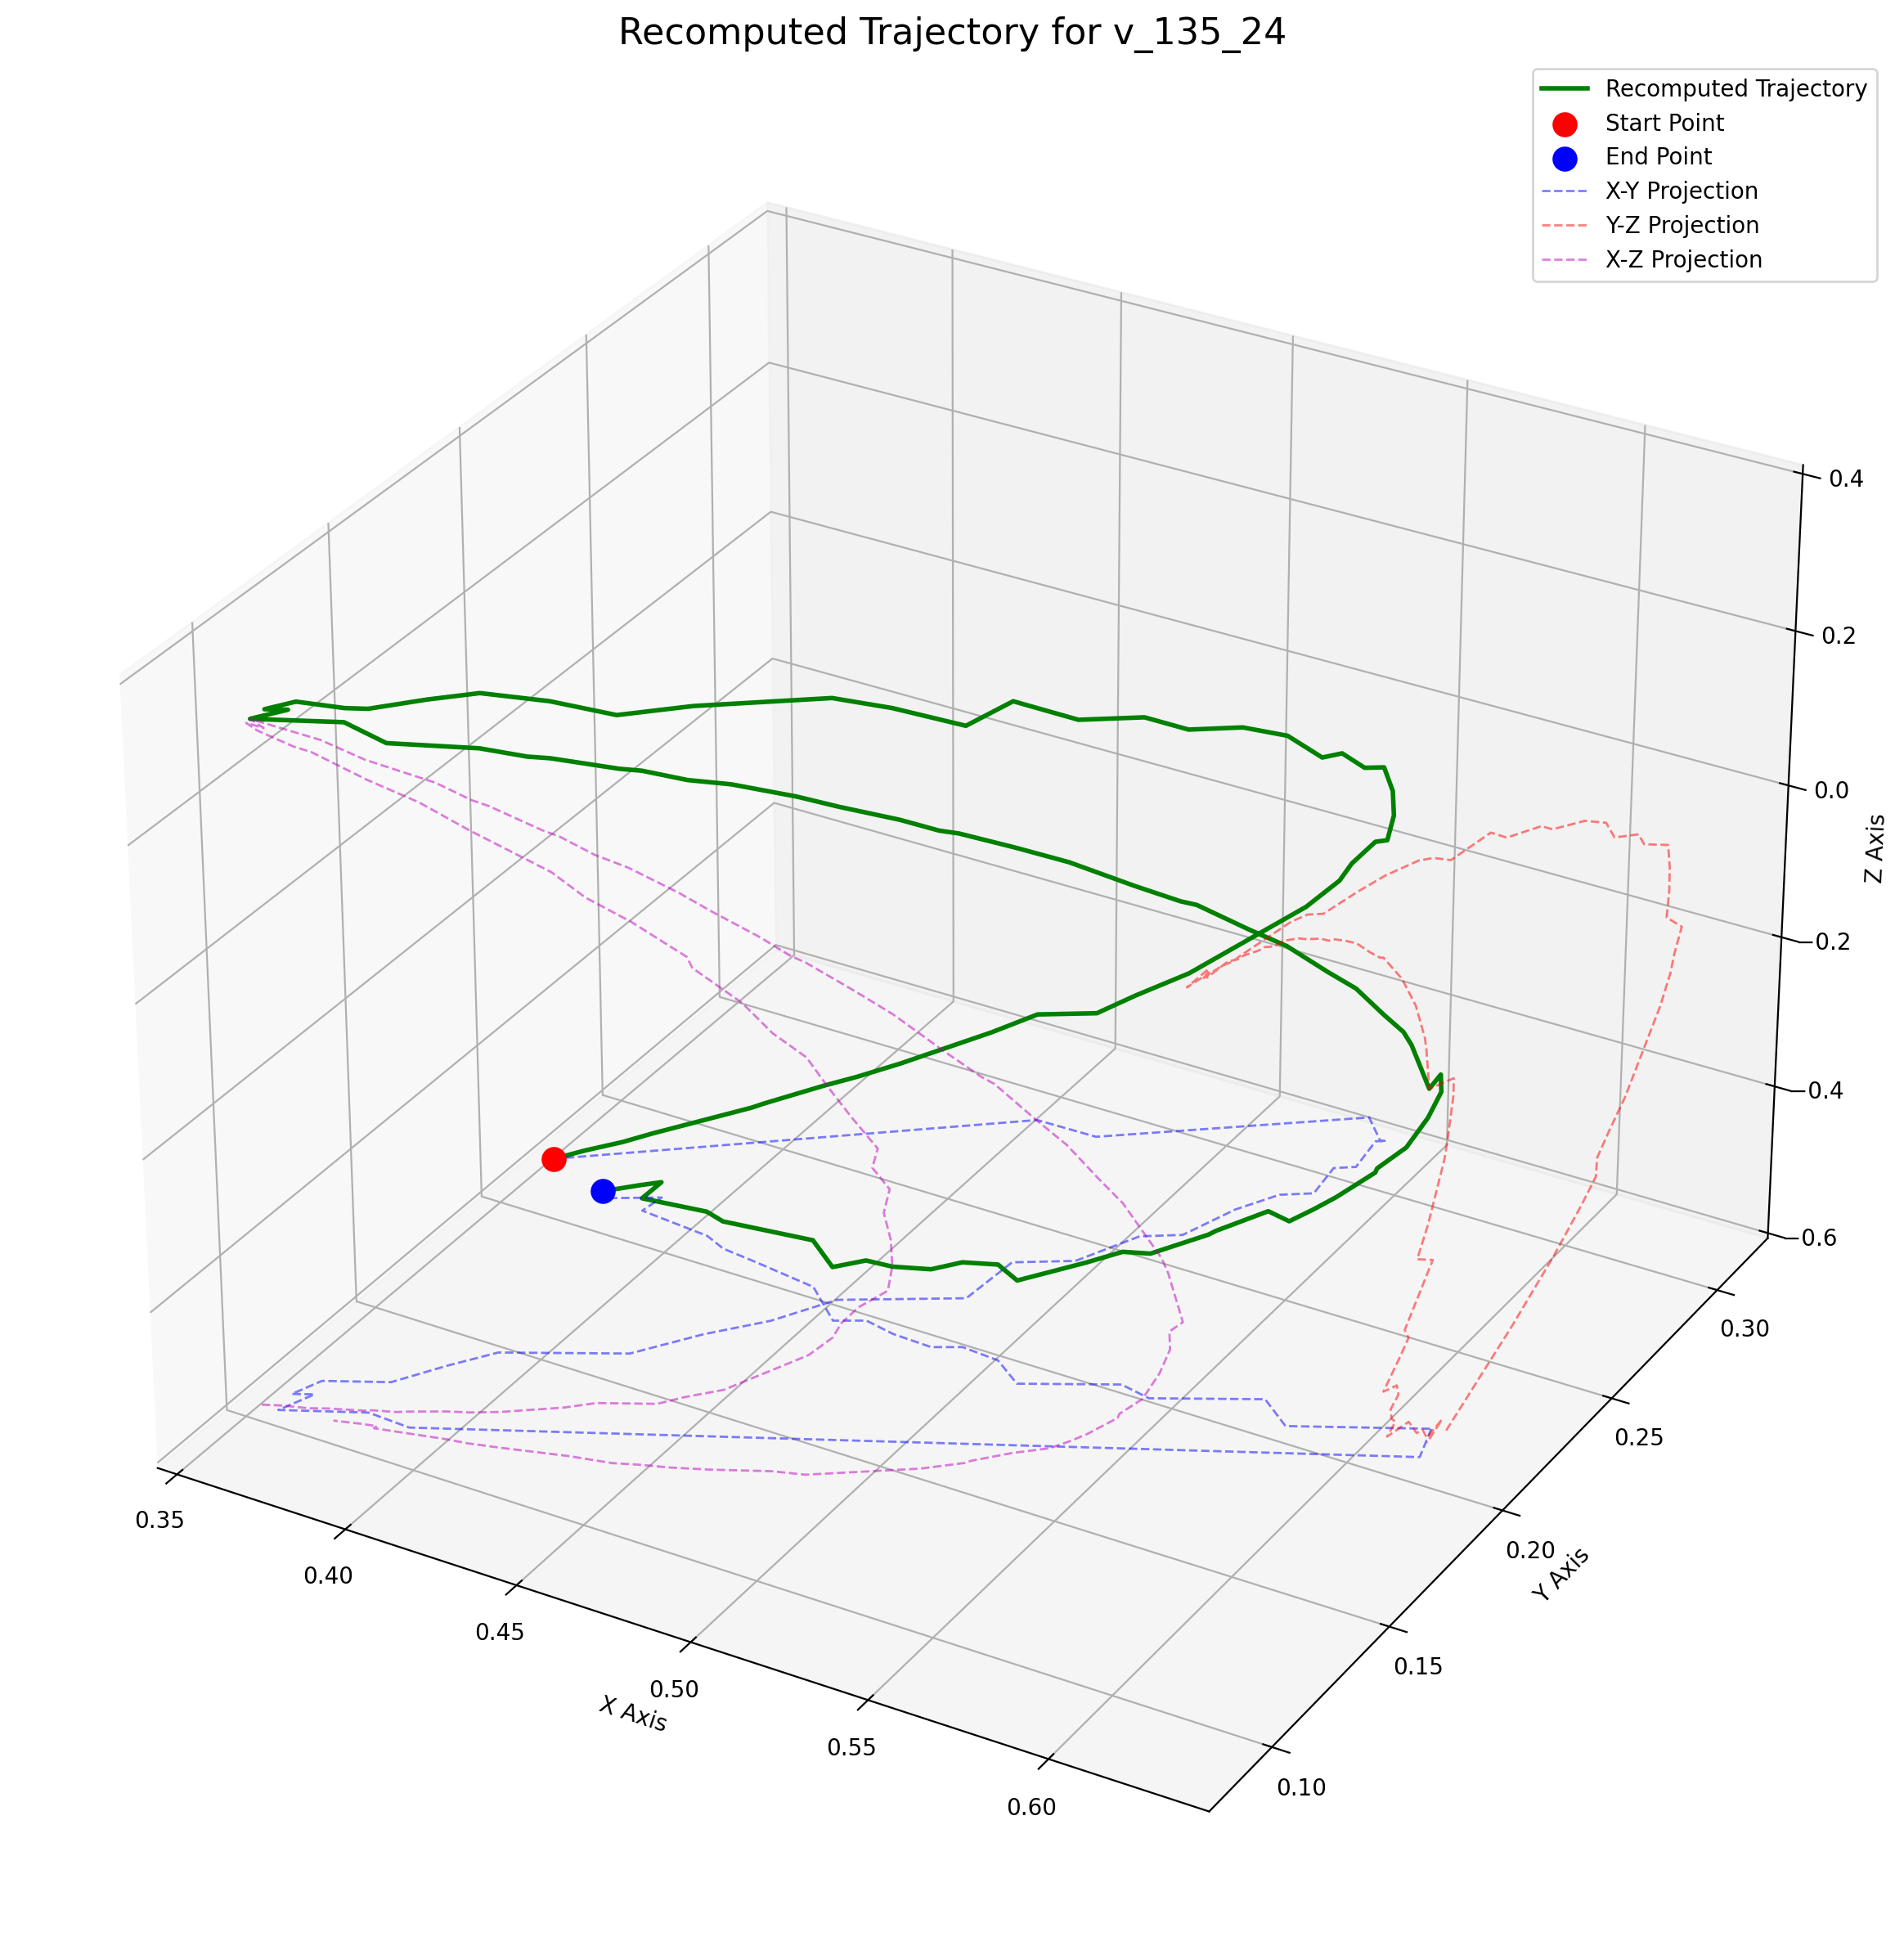 Recomputed Trajectory for v_135_24
Recomputed Trajectory
Start Point
End Point
X-Y Projection
Y-Z Projection
X-Z Projection
0.4
0.2
0.0
−0.2
−0.4
−0.6
Z Axis
0.30
0.25
0.20
0.15
0.10
Y Axis
0.35
0.40
0.45
0.50
0.55
0.60
X Axis